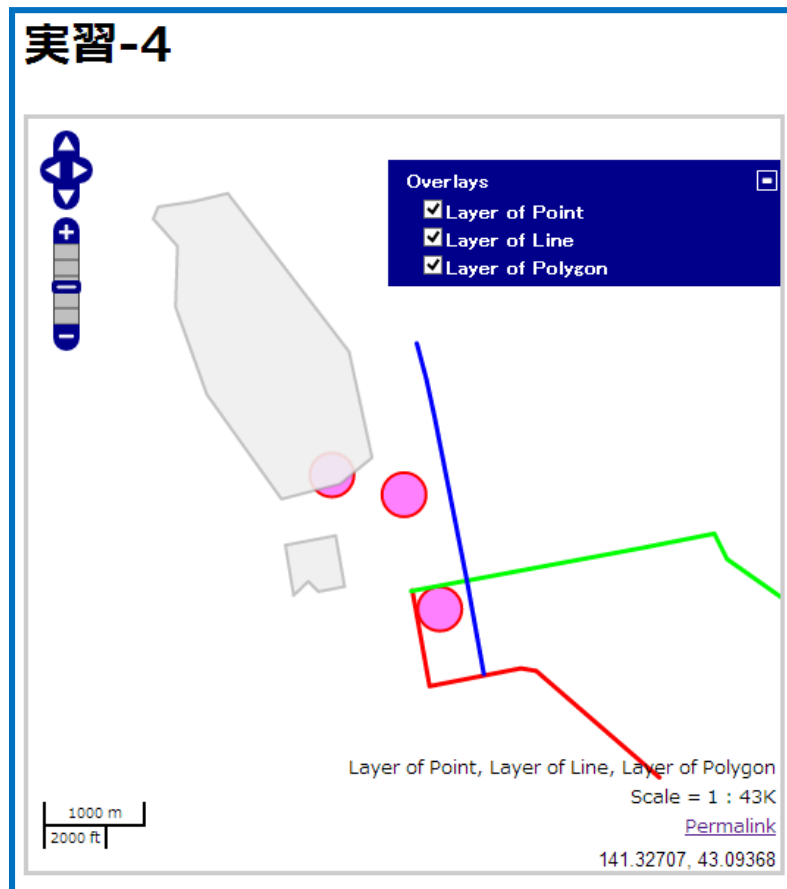 実習-4
Overlays
Layer of Point
Layer of Line
Layer of Polygon
Layer of Point, Layer of Line, Layer of Polygon
Scale = 1 : 43K
Permalink
141.32707, 43.09368
1000 m
2000 ft